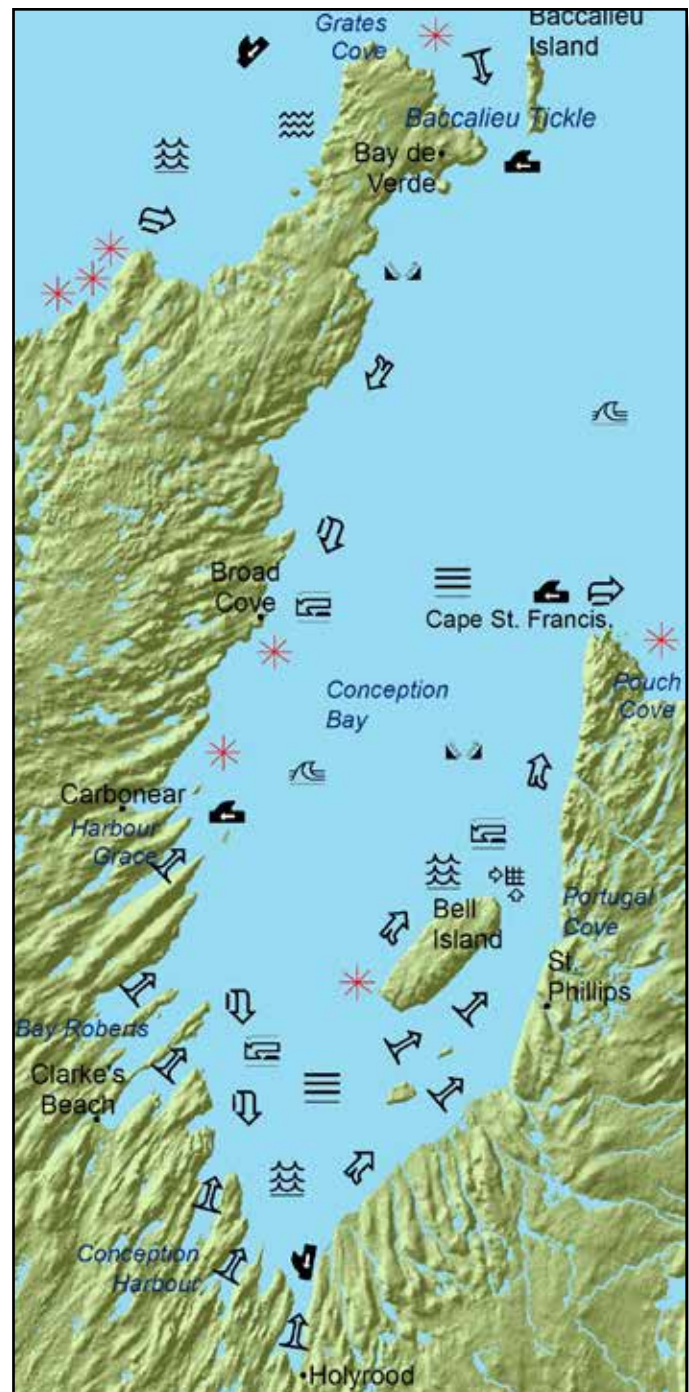 Grates
Cove
Baccalieu
Island
Baccalieu Tickle
Bay de
Verde
Broad
Cove
Cape St. Francis.
Conception
Bay
Pouch
Cove
Carbonear
Harbour
Grace
Bell
Island
Portugal
Cove
St.
Phillips
Bay Roberts
Clarke's
Beach
Conception
Harbour
Holyrood